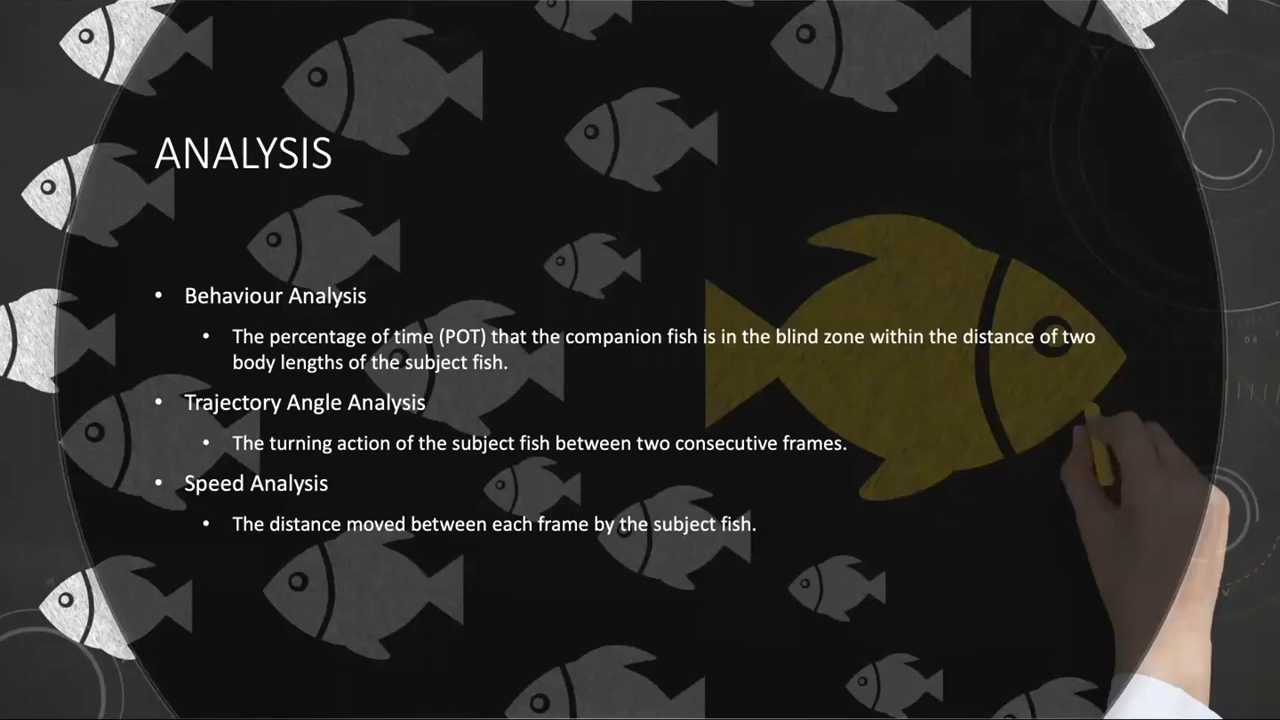 ANALYSIS
• Behaviour Analysis
• The percentage of time (POT) that the companion fish is in the blind zone within the distance of two
body lengths of the subject fish.
• Trajectory Angle Analysis
• The turning action of the subject fish between two consecutive frames.
• Speed Analysis
• The distance moved between each frame by the subject fish.